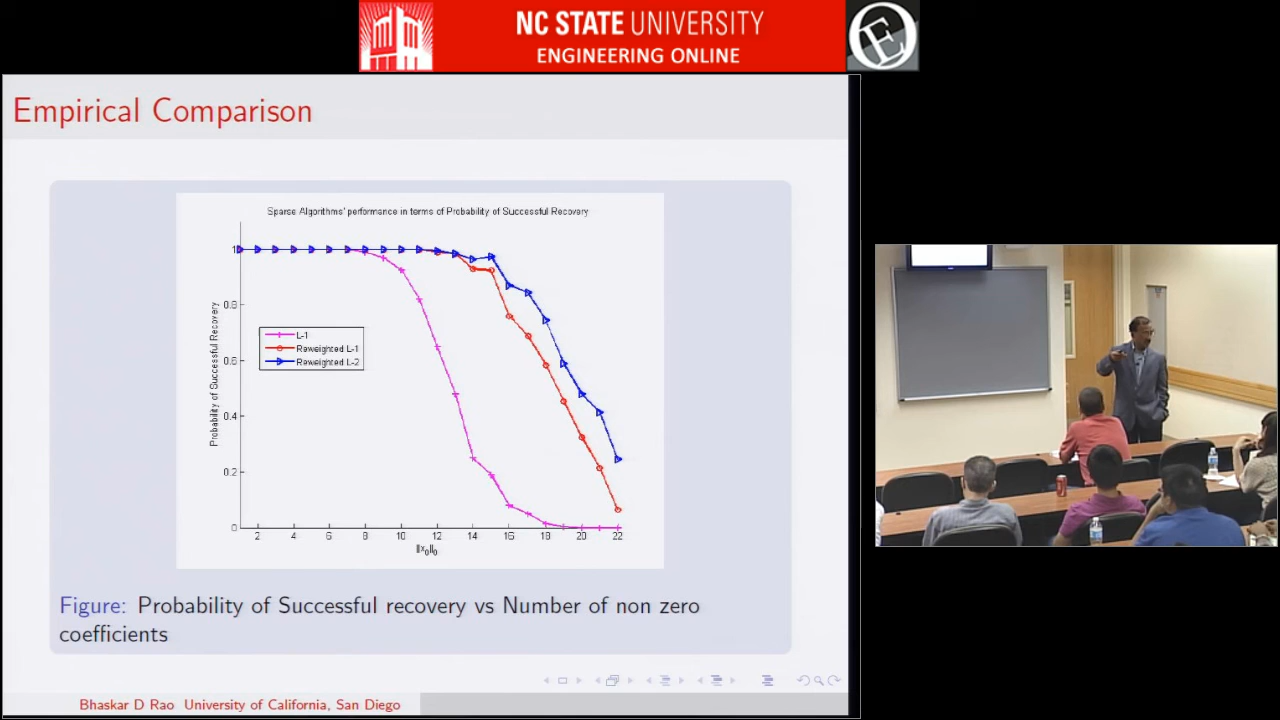 NC STATE UNIVERSITY
ENGINEERING ONLINE
Empirical Comparison
Sparse Algorithms' performance in terms of Probability of Successful Recovery
Probability of Successful Recovery
1
0.8
0.6
0.4
0.2
0
L-1
Reweighted L-1
Reweighted L-2
2 4 6 8 10 12 14 16 18 20 22
||x₀||₀
Figure: Probability of Successful recovery vs Number of non zero
coefficients
Bhaskar D Rao University of California, San Diego